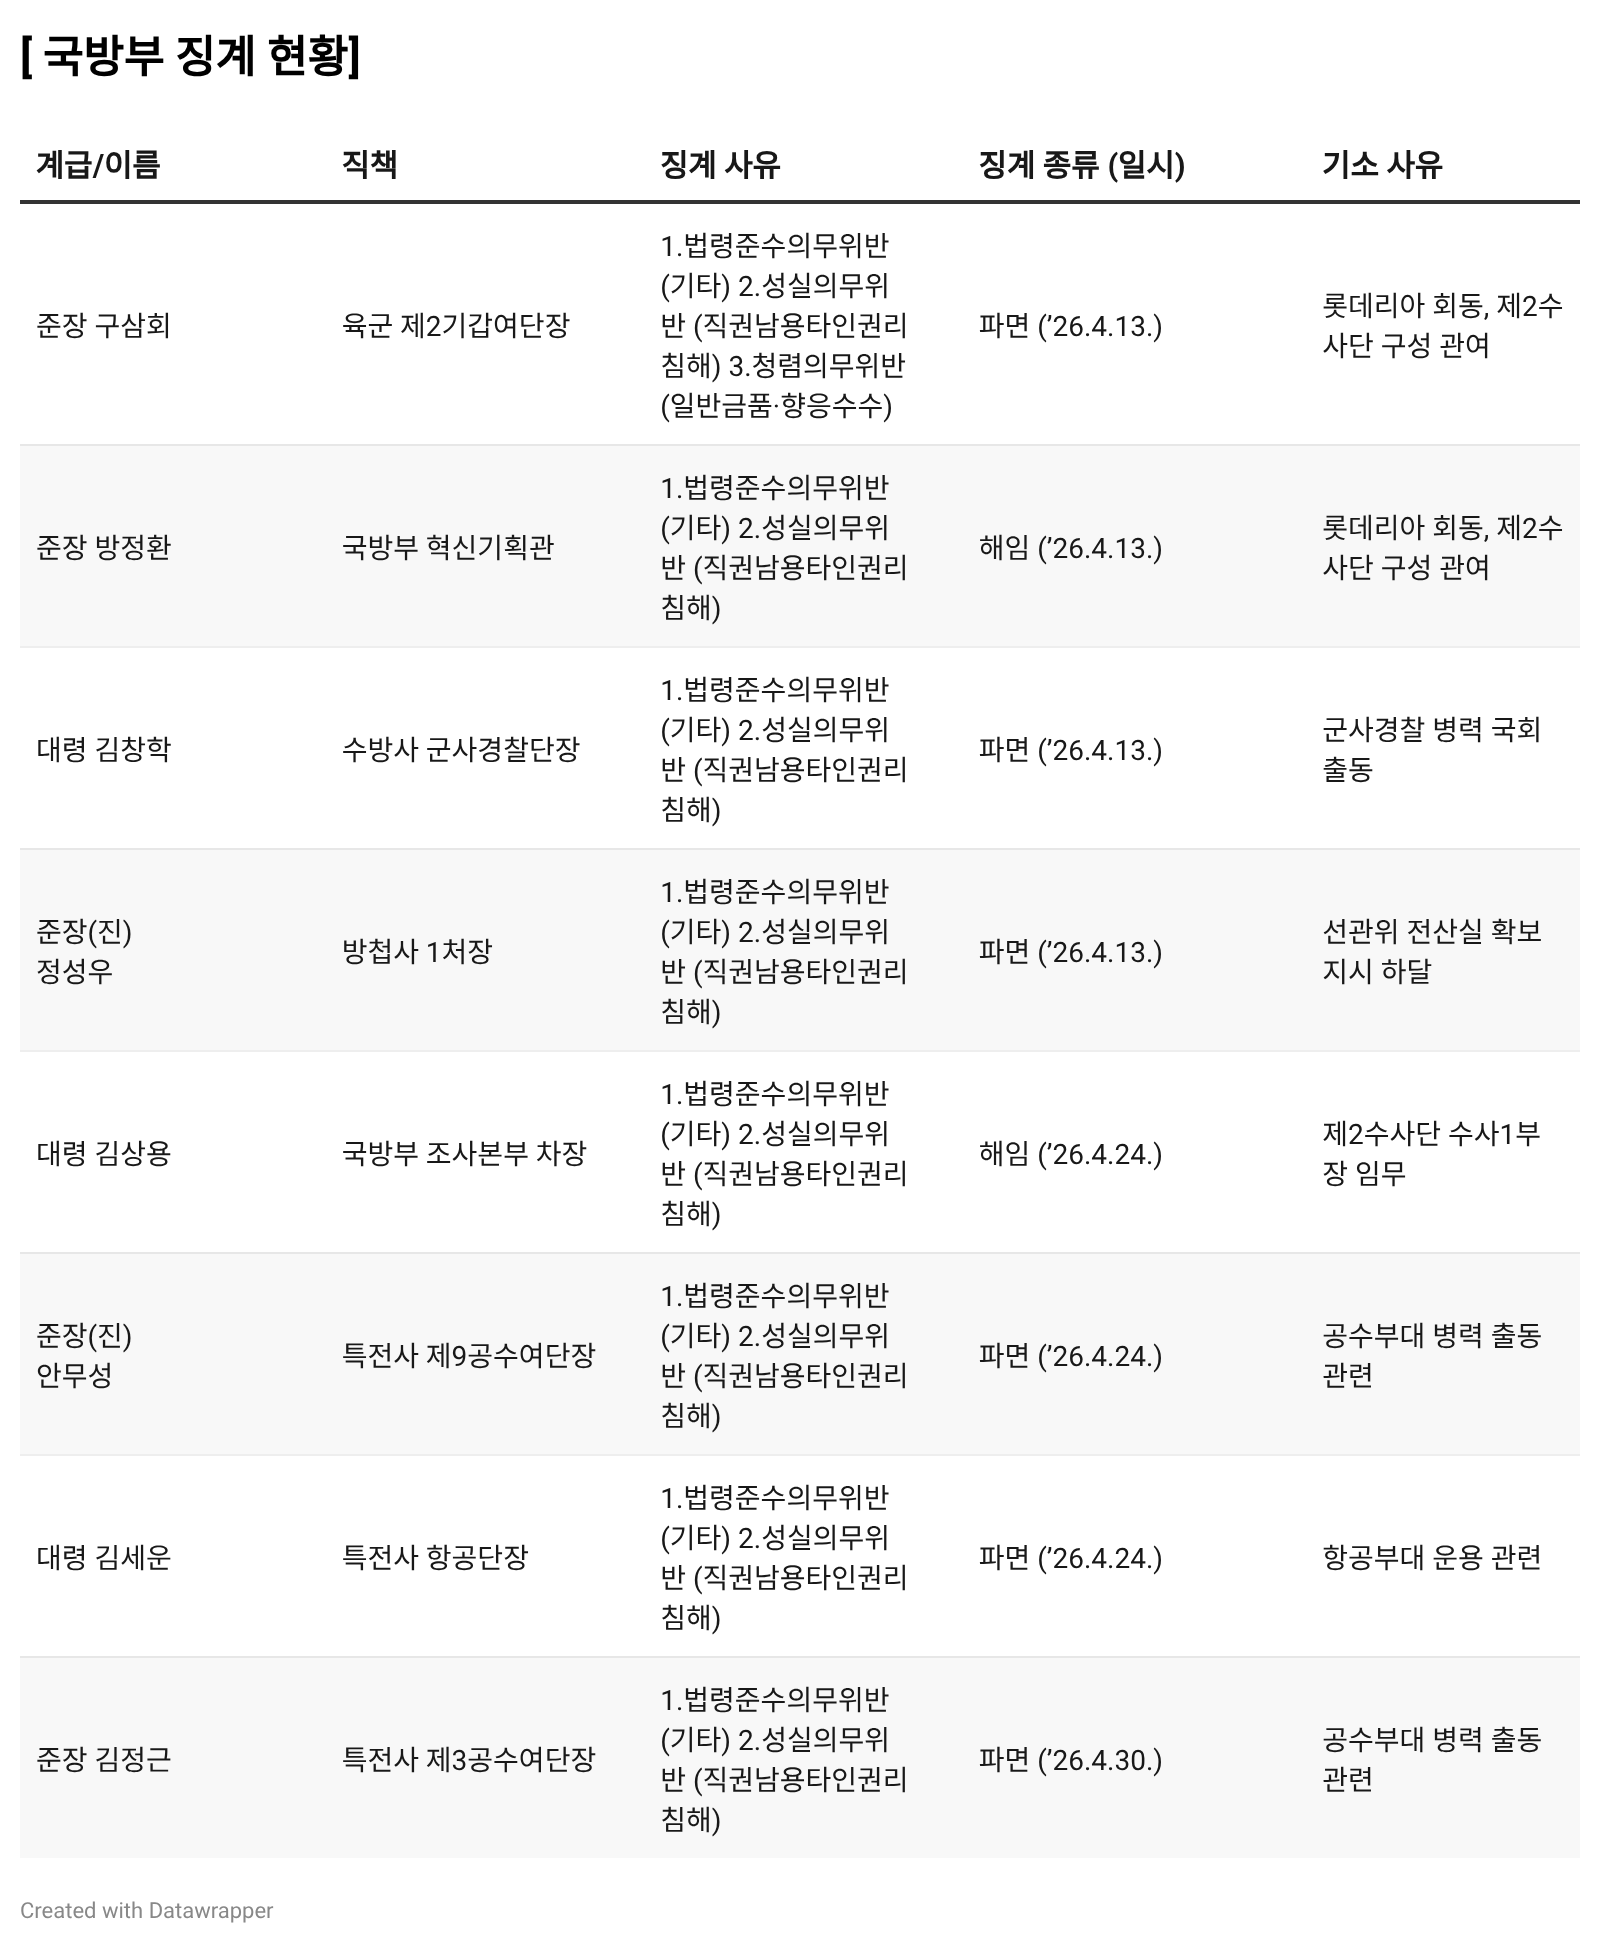 [ 국방부 징계 현황]
계급/이름 직책 징계 사유 징계 종류 (일시) 기소 사유
준장 구삼회
육군 제2기갑여단장
1.법령준수의무위반
(기타) 2.성실의무위
반 (직권남용타인권리
침해) 3.청렴의무위반
(일반금품·향응수수)
파면 (’26.4.13.)
롯데리아 회동, 제2수
사단 구성 관여
준장 방정환
국방부 혁신기획관
1.법령준수의무위반
(기타) 2.성실의무위
반 (직권남용타인권리
침해)
해임 (’26.4.13.)
롯데리아 회동, 제2수
사단 구성 관여
대령 김창학
수방사 군사경찰단장
1.법령준수의무위반
(기타) 2.성실의무위
반 (직권남용타인권리
침해)
파면 (’26.4.13.)
군사경찰 병력 국회
출동
준장(진)
정성우
방첩사 1처장
1.법령준수의무위반
(기타) 2.성실의무위
반 (직권남용타인권리
침해)
파면 (’26.4.13.)
선관위 전산실 확보
지시 하달
대령 김상용
국방부 조사본부 차장
1.법령준수의무위반
(기타) 2.성실의무위
반 (직권남용타인권리
침해)
해임 (’26.4.24.)
제2수사단 수사1부
장 임무
준장(진)
안무성
특전사 제9공수여단장
1.법령준수의무위반
(기타) 2.성실의무위
반 (직권남용타인권리
침해)
파면 (’26.4.24.)
공수부대 병력 출동
관련
대령 김세운
특전사 항공단장
1.법령준수의무위반
(기타) 2.성실의무위
반 (직권남용타인권리
침해)
파면 (’26.4.24.)
항공부대 운용 관련
준장 김정근
특전사 제3공수여단장
1.법령준수의무위반
(기타) 2.성실의무위
반 (직권남용타인권리
침해)
파면 (’26.4.30.)
공수부대 병력 출동
관련
Created with Datawrapper